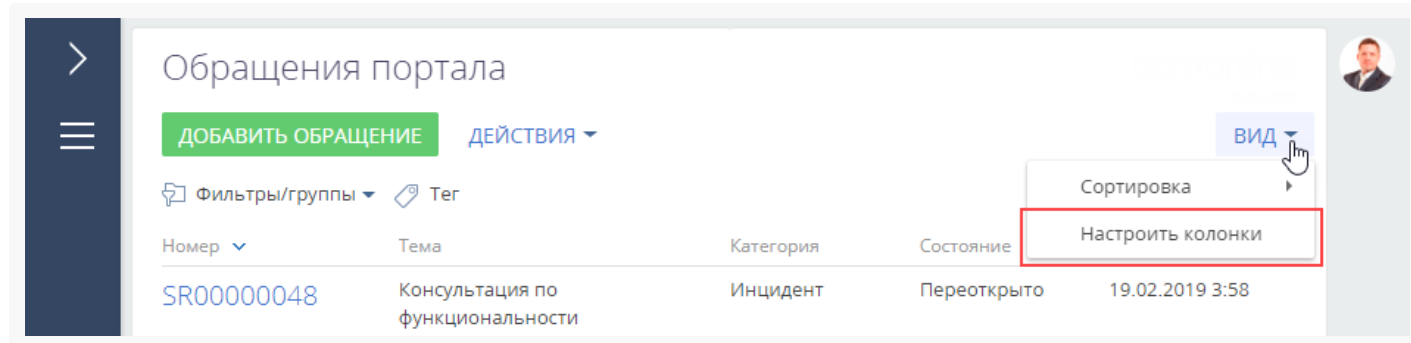 Обращения портала
ДОБАВИТЬ ОБРАЩЕНИЕ ДЕЙСТВИЯ ВИД
Фильтры/группы Тег
Сортировка
Настроить колонки
Номер Тема Категория Состояние
SR00000048 Консультация по Инцидент Переоткрыто 19.02.2019 3:58
функциональности